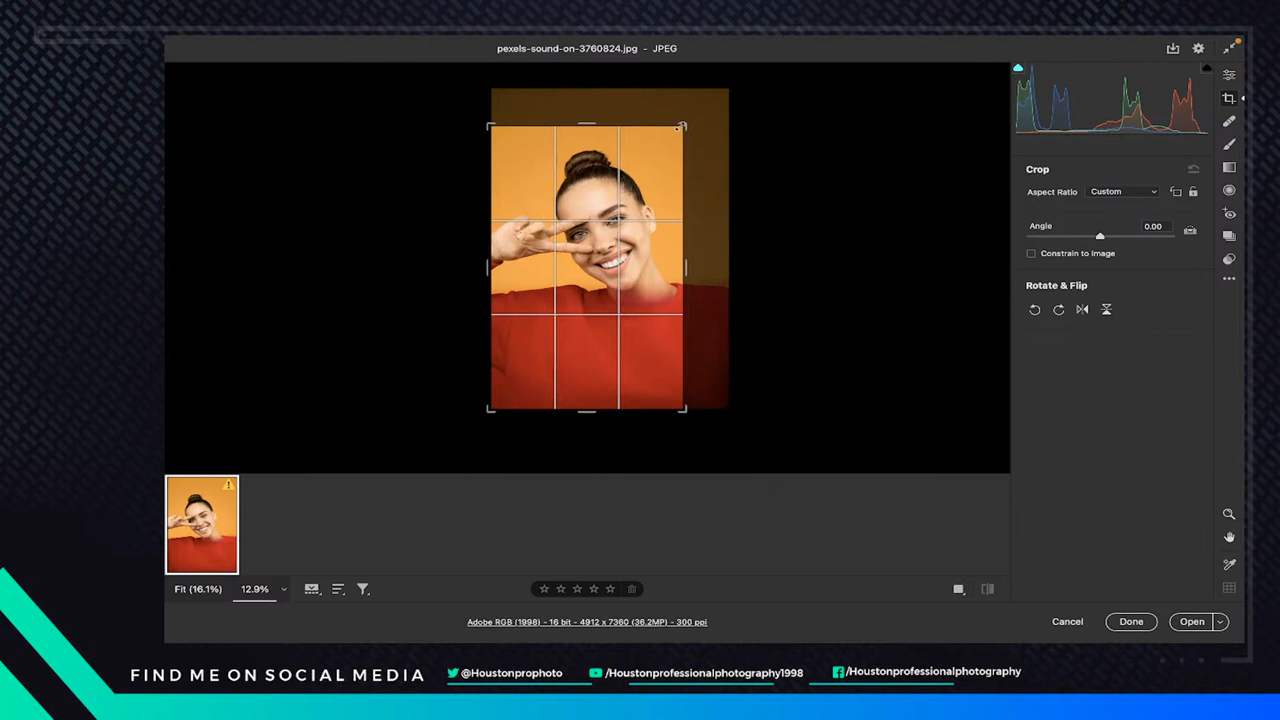 pexels-sound-on-3760824.jpg - JPEG
Crop
Aspect Ratio Custom
Angle 0.00
Constrain to Image
Rotate & Flip
Fit (16.1%) 12.9%
Adobe RGB (1998) - 16 bit - 4912 x 7360 (36.2MP) - 300 ppi
Cancel Done Open
FIND ME ON SOCIAL MEDIA @Houstonprophoto /Houstonprofessionalphotography1998 /Houstonprofessionalphotography